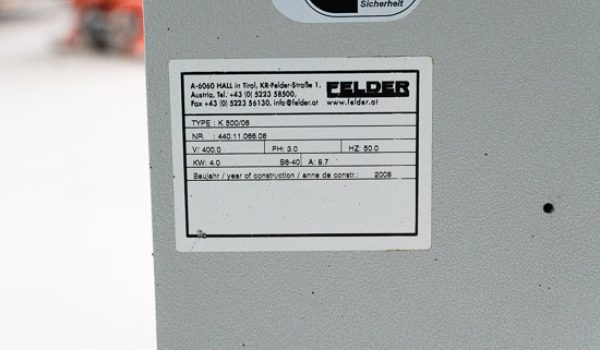 Sicherheit
A-6060 HALL in Tirol, KR-Felder-Straße 1,
Austria, Tel.: +43 (0) 5223 58500,
Fax +43 (0) 5223 56130, info@felder.at
FELDER
www.felder.at
TYPE : K 500/06
NR. : 440.11.066.08
V: 400.0 PH: 3.0 HZ: 50.0
KW: 4.0 S6-40 A: 8.7
Baujahr / year of construction / anne de constr.: 2008